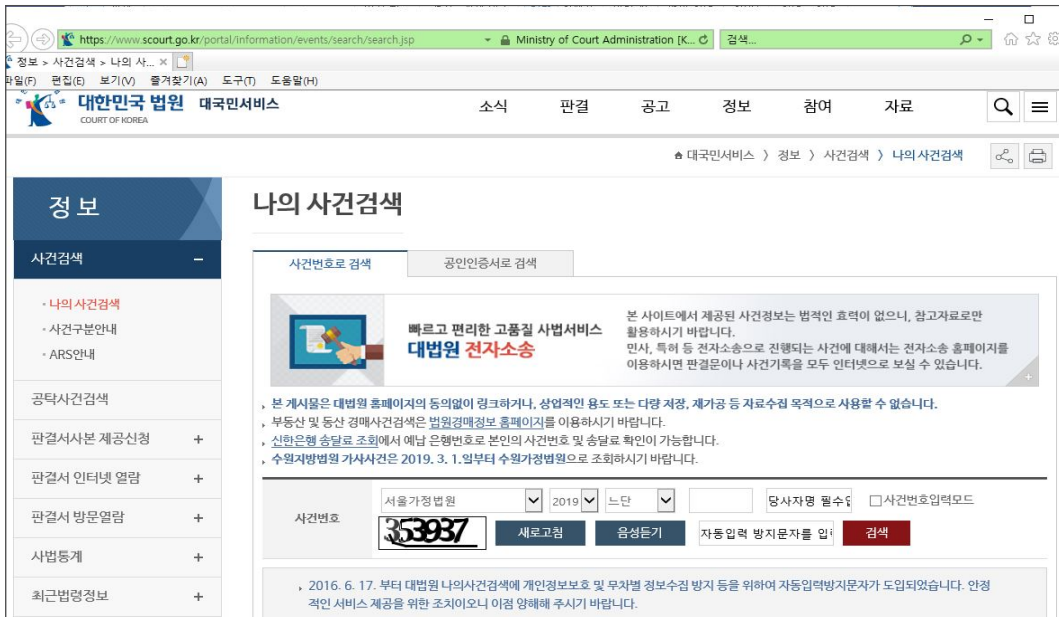 https://www.scourt.go.kr/portal/information/events/search/search.jsp
Ministry of Court Administration [K...
검색...
정보 > 사건검색 > 나의 사...
파일(F) 편집(E) 보기(V) 즐겨찾기(A) 도구(T) 도움말(H)
대한민국 법원 대국민서비스
COURT OF KOREA
소식 판결 공고 정보 참여 자료
대국민서비스 > 정보 > 사건검색 > 나의 사건검색
정보
나의 사건검색
사건검색 −
사건번호로 검색 공인인증서로 검색
· 나의 사건검색
· 사건구분안내
· ARS안내
빠르고 편리한 고품질 사법서비스
대법원 전자소송
본 사이트에서 제공된 사건정보는 법적인 효력이 없으니, 참고자료로만
활용하시기 바랍니다.
민사, 특허 등 전자소송으로 진행되는 사건에 대해서는 전자소송 홈페이지를
이용하시면 판결문이나 사건기록을 모두 인터넷으로 보실 수 있습니다.
공탁사건검색
판결서사본 제공신청 +
판결서 인터넷 열람 +
판결서 방문열람 +
사법통계 +
최근법령정보 +
본 게시물은 대법원 홈페이지의 동의없이 링크하거나, 상업적인 용도 또는 다량 저장, 재가공 등 자료수집 목적으로 사용할 수 없습니다.
부동산 및 동산 경매사건검색은 법원경매정보 홈페이지를 이용하시기 바랍니다.
신한은행 송달료 조회에서 예납 은행번호로 본인의 사건번호 및 송달료 확인이 가능합니다.
수원지방법원 가사사건은 2019. 3. 1.일부터 수원가정법원으로 조회하시기 바랍니다.
사건번호
서울가정법원 2019 느단 당사자명 필수입 사건번호입력모드
353937 새로고침 음성듣기 자동입력 방지문자를 입 검색
2016. 6. 17. 부터 대법원 나의사건검색에 개인정보보호 및 무차별 정보수집 방지 등을 위하여 자동입력방지문자가 도입되었습니다. 안정
적인 서비스 제공을 위한 조치이오니 이점 양해해 주시기 바랍니다.